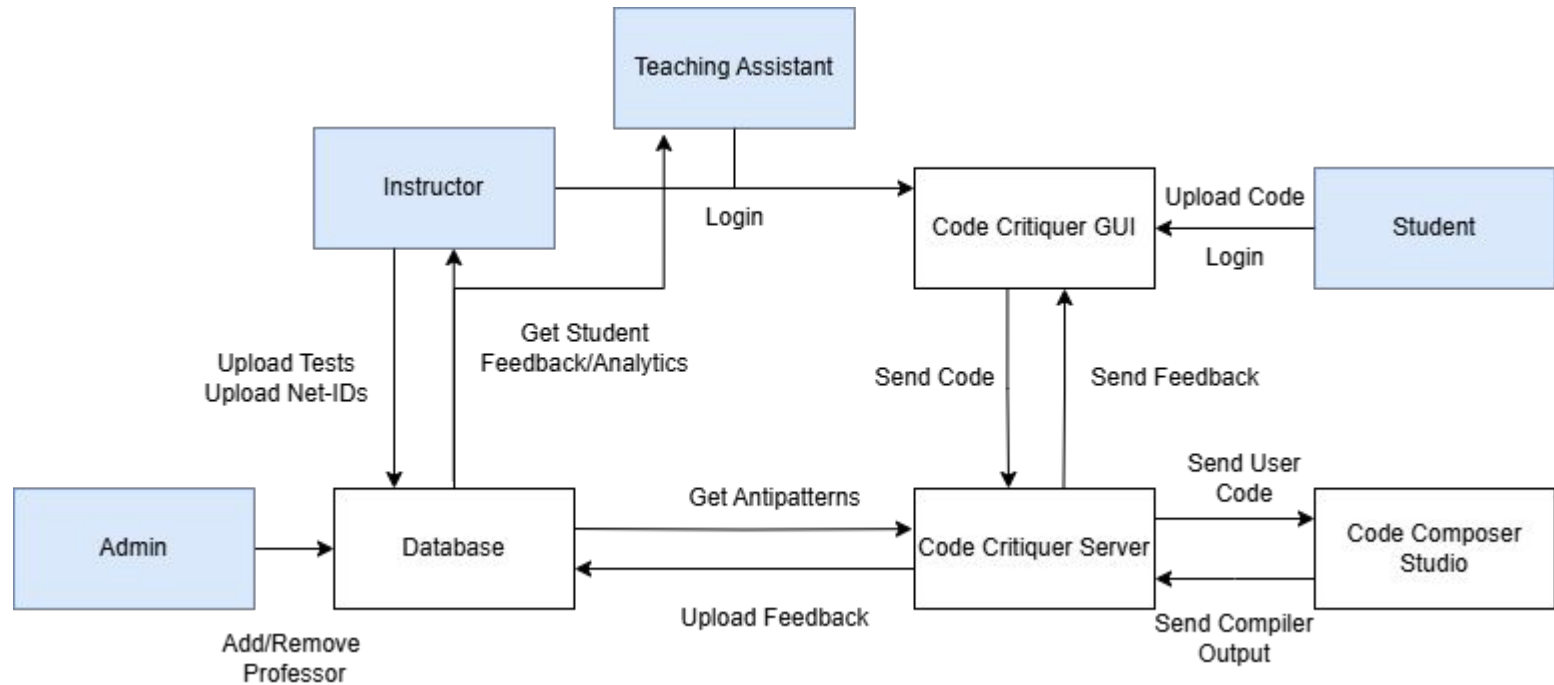 Teaching Assistant
Instructor
Login
Code Critiquer GUI
Upload Code
Login
Student
Upload Tests
Upload Net-IDs
Get Student
Feedback/Analytics
Send Code
Send Feedback
Admin
Add/Remove
Professor
Database
Get Antipatterns
Upload Feedback
Code Critiquer Server
Send User
Code
Send Compiler
Output
Code Composer
Studio